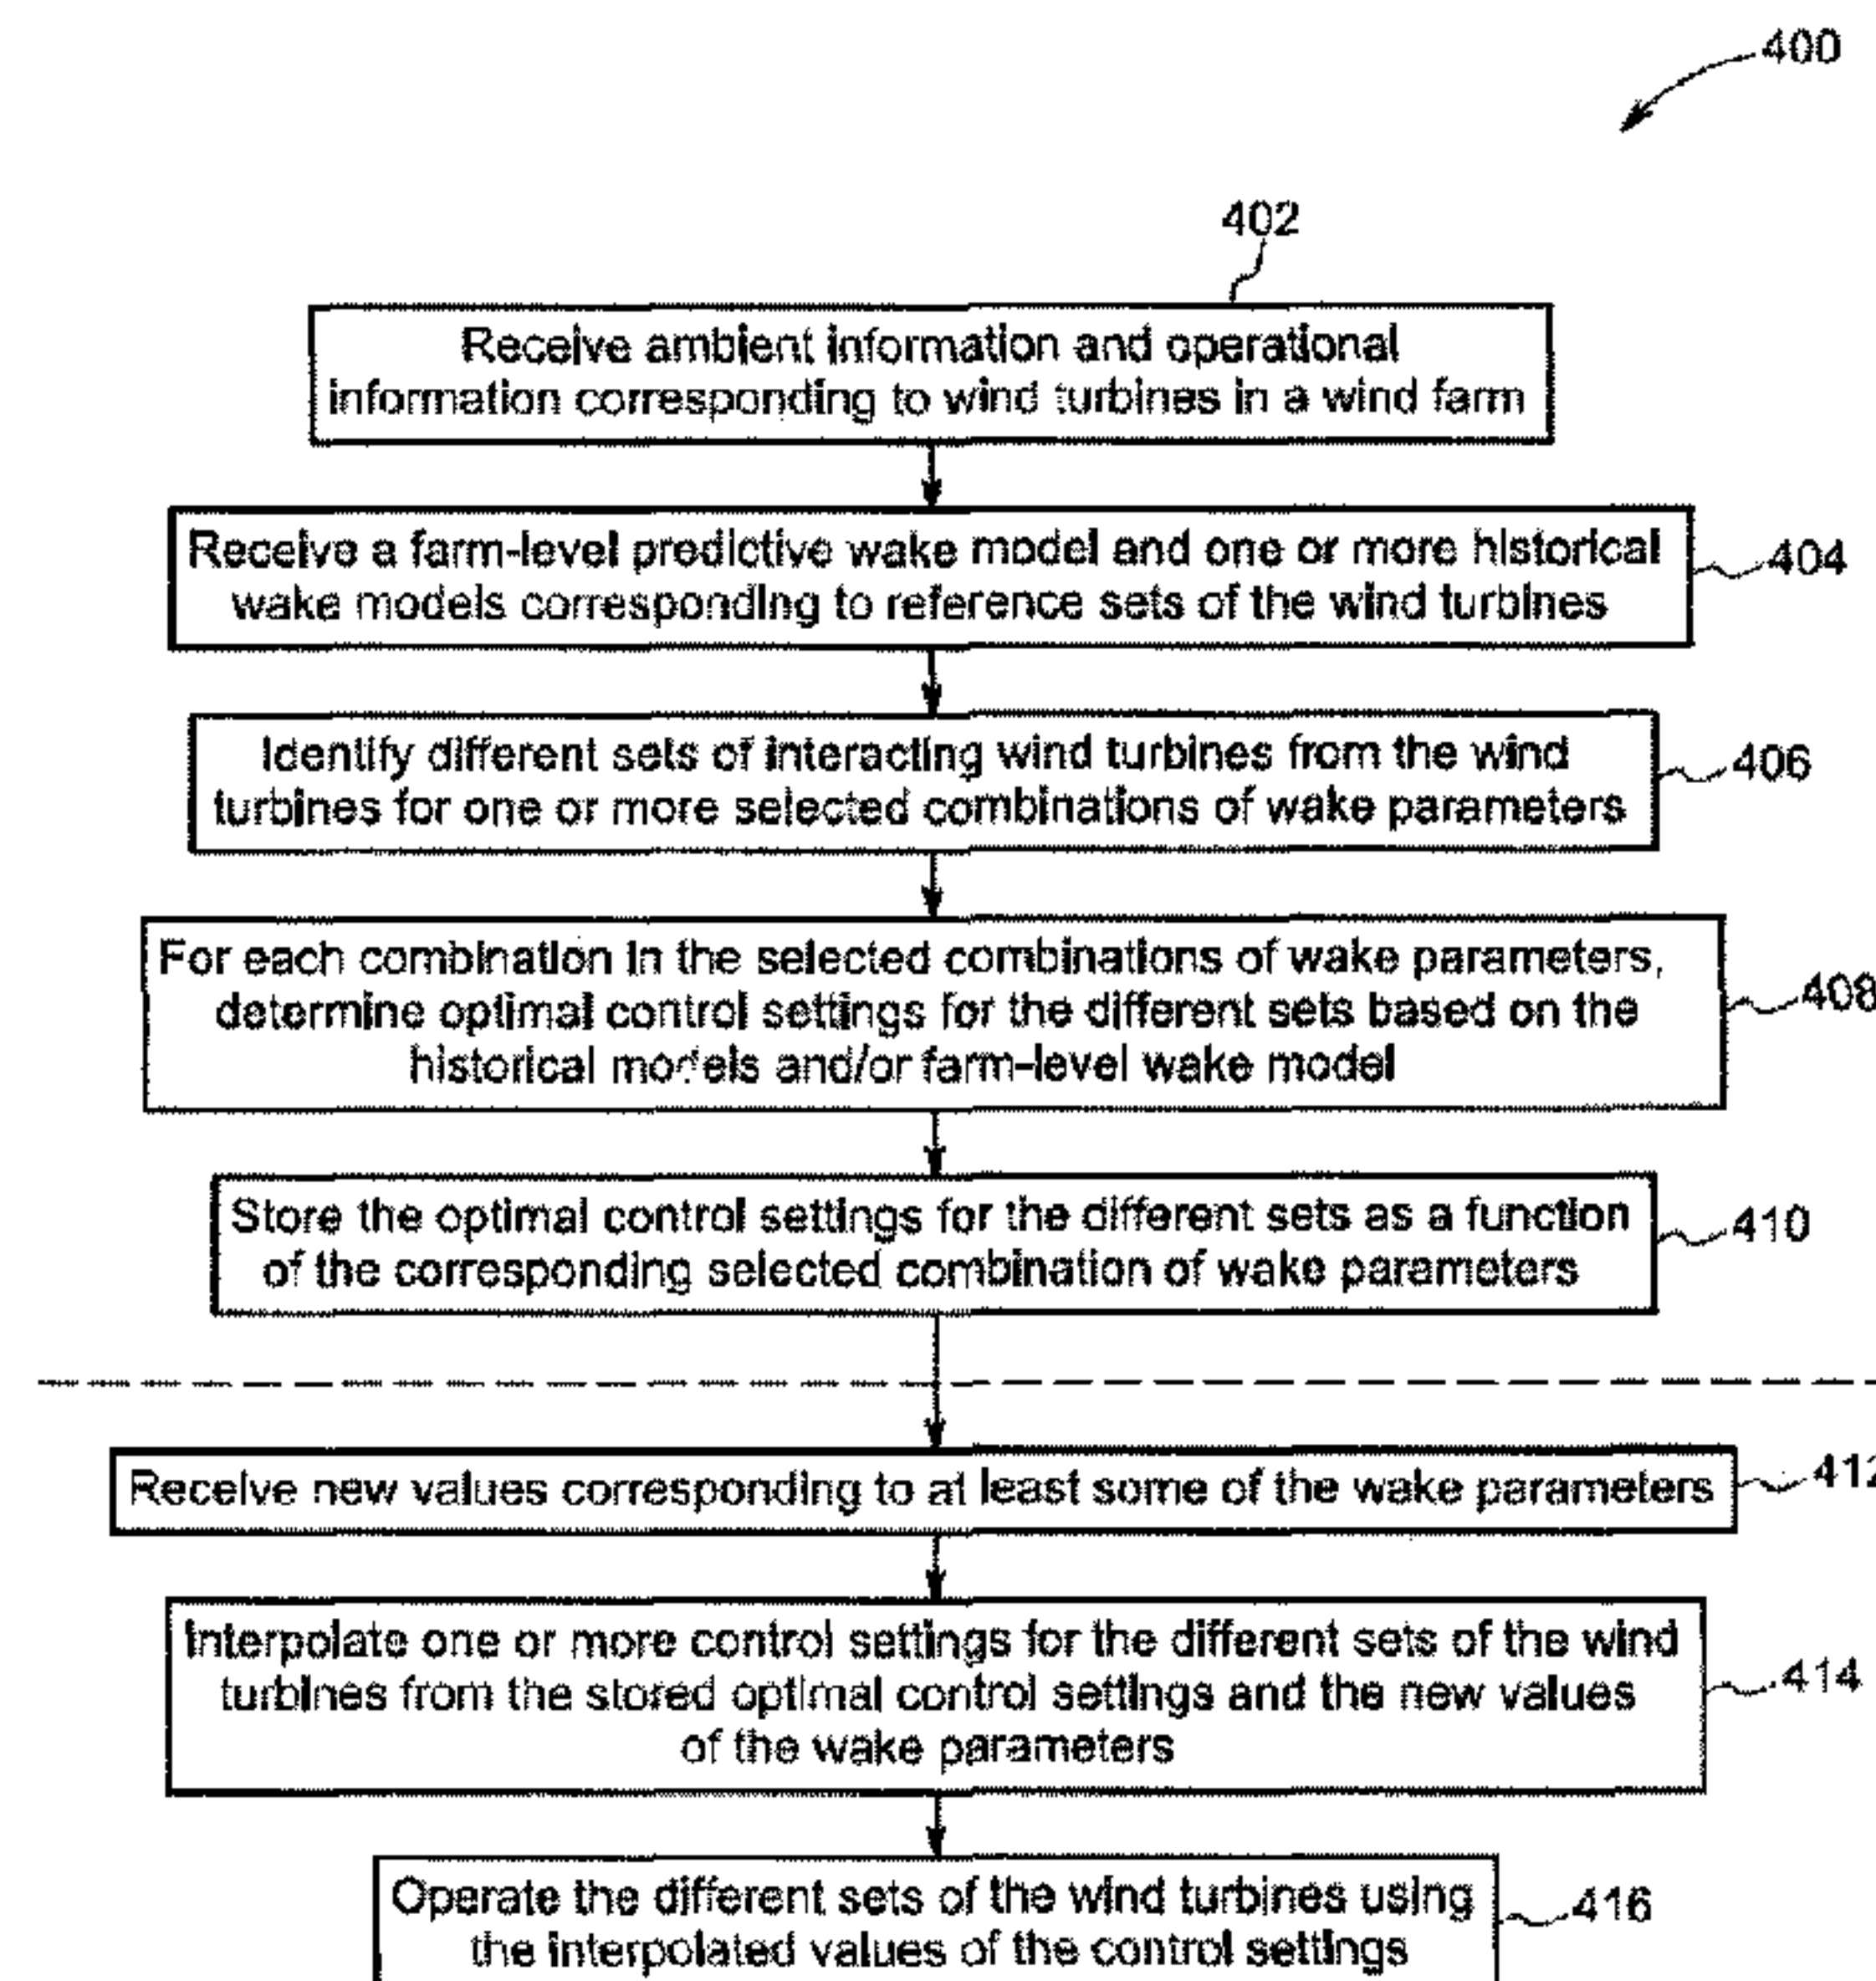 400
402
Receive ambient information and operational
information corresponding to wind turbines in a wind farm
Receive a farm-level predictive wake model and one or more historical
wake models corresponding to reference sets of the wind turbines
404
Identify different sets of interacting wind turbines from the wind
turbines for one or more selected combinations of wake parameters
406
For each combination in the selected combinations of wake parameters,
determine optimal control settings for the different sets based on the
historical models and/or farm-level wake model
408
Store the optimal control settings for the different sets as a function
of the corresponding selected combination of wake parameters
410
Receive new values corresponding to at least some of the wake parameters
412
Interpolate one or more control settings for the different sets of the wind
turbines from the stored optimal control settings and the new values
of the wake parameters
414
Operate the different sets of the wind turbines using
the interpolated values of the control settings
416